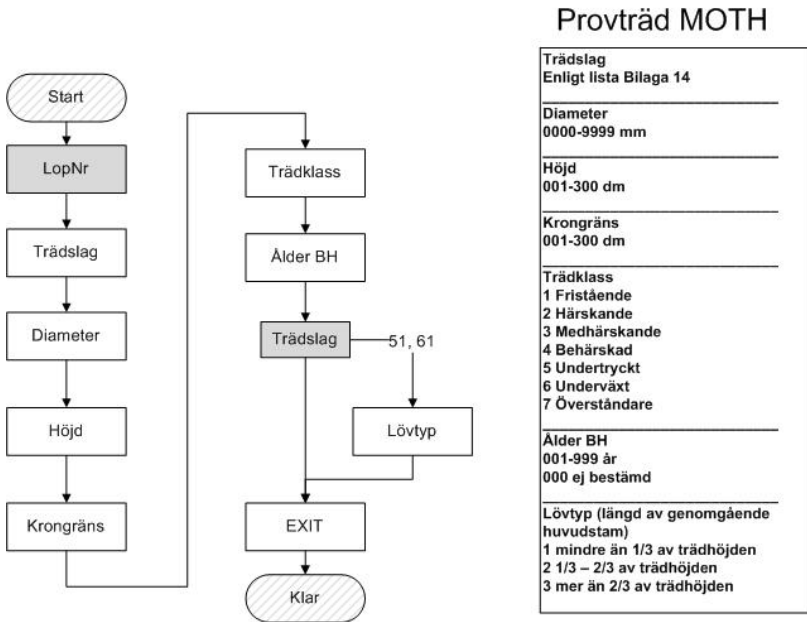 Provträd MOTH
Start
LopNr
Trädslag
Diameter
Höjd
Krongräns
Trädklass
Ålder BH
Trädslag
51, 61
Lövtyp
EXIT
Klar
Trädslag
Enligt lista Bilaga 14
Diameter
0000-9999 mm
Höjd
001-300 dm
Krongräns
001-300 dm
Trädklass
1 Fristående
2 Härskande
3 Medhärskande
4 Behärskad
5 Undertryckt
6 Underväxt
7 Överståndare
Ålder BH
001-999 år
000 ej bestämd
Lövtyp (längd av genomgående
huvudstam)
1 mindre än 1/3 av trädhöjden
2 1/3 – 2/3 av trädhöjden
3 mer än 2/3 av trädhöjden